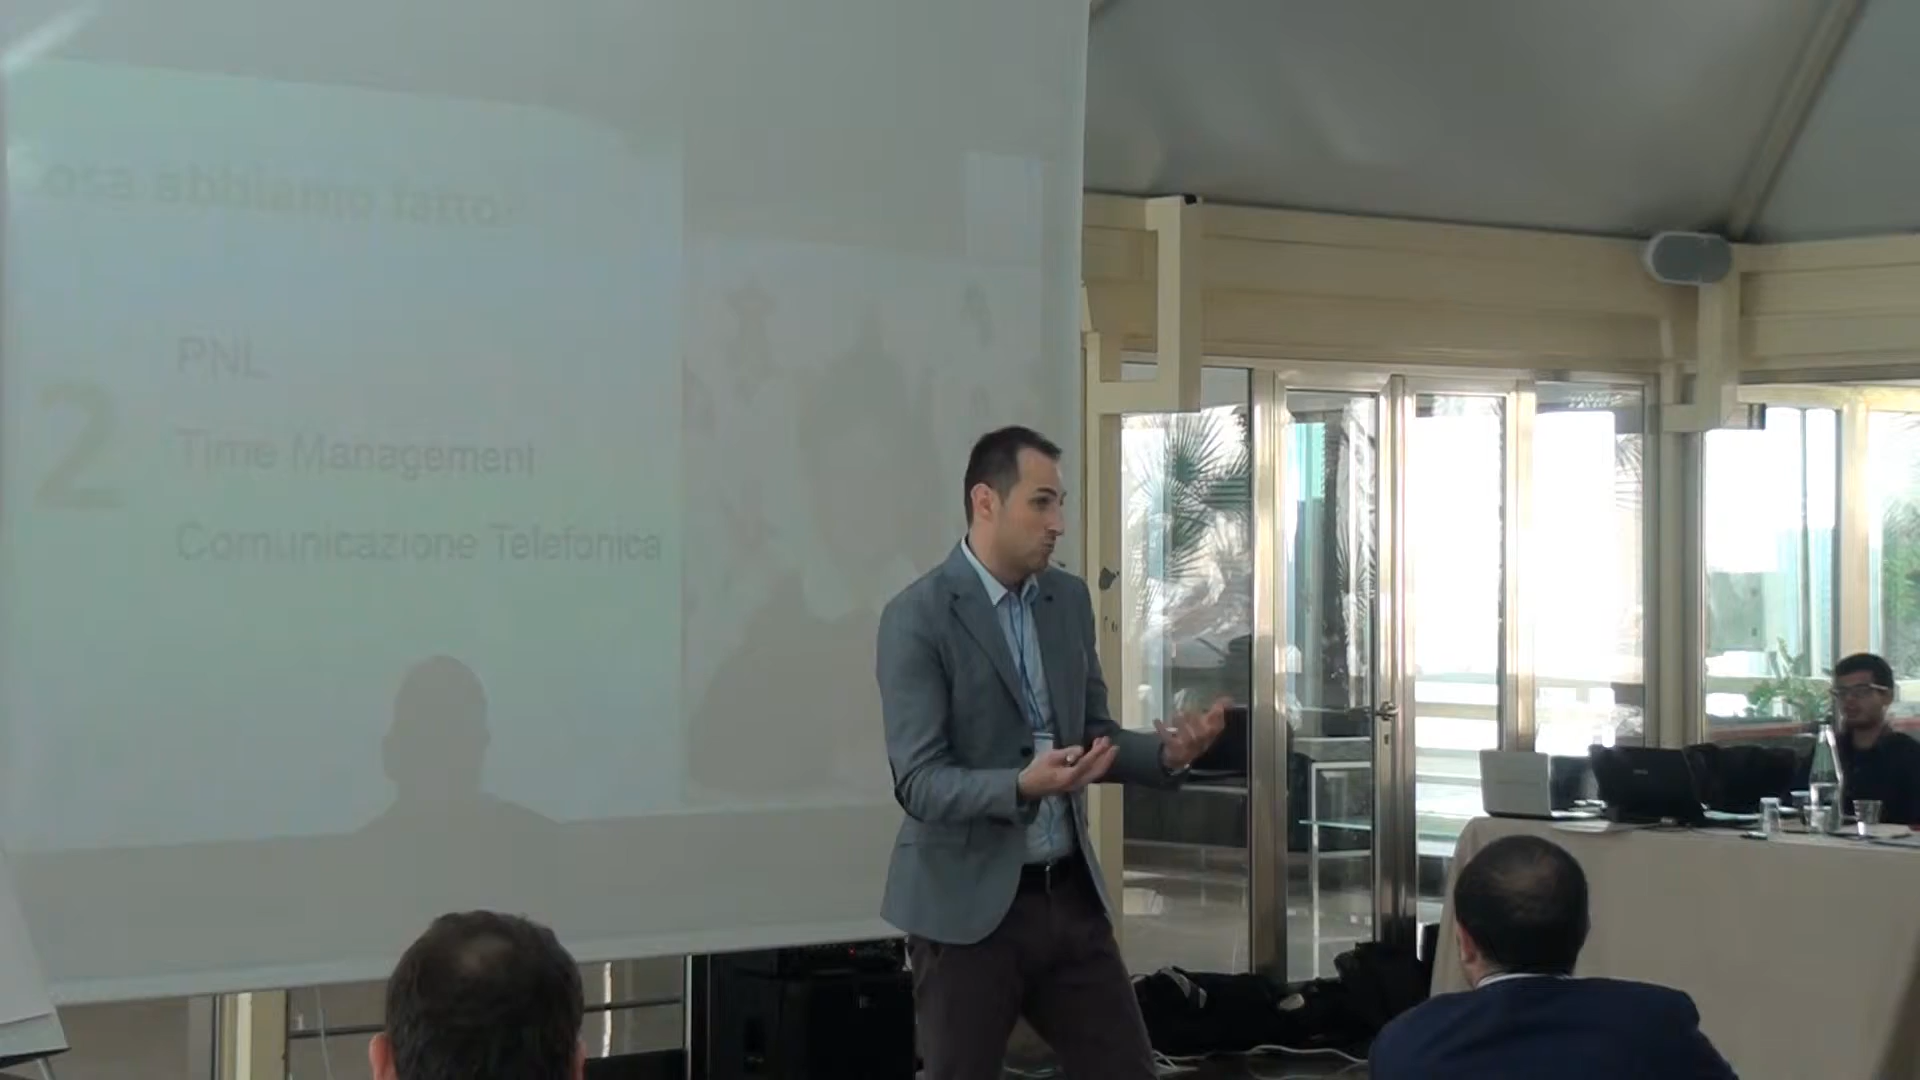 Cosa abbiamo fatto:
PNL
2
Time Management
Comunicazione Telefonica